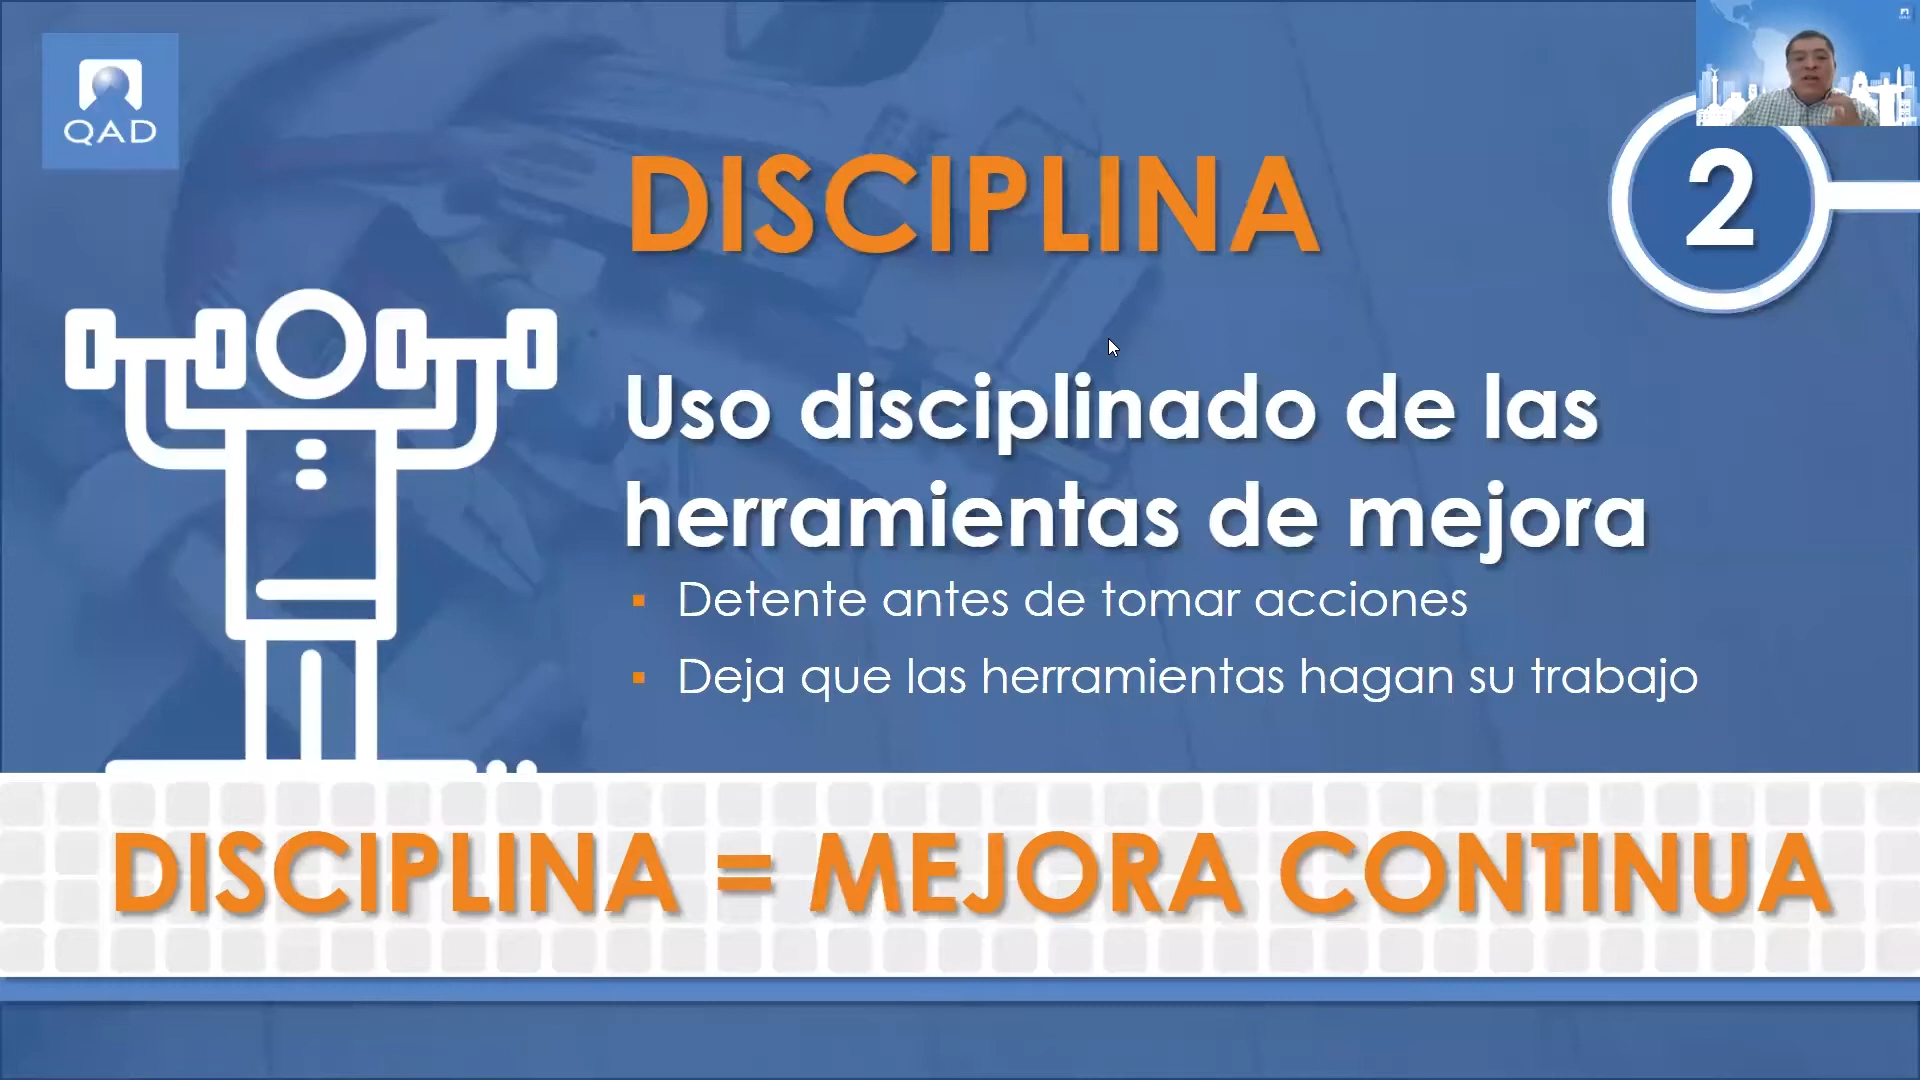 QAD
DISCIPLINA
2
Uso disciplinado de las
herramientas de mejora
▪ Detente antes de tomar acciones
▪ Deja que las herramientas hagan su trabajo
DISCIPLINA = MEJORA CONTINUA